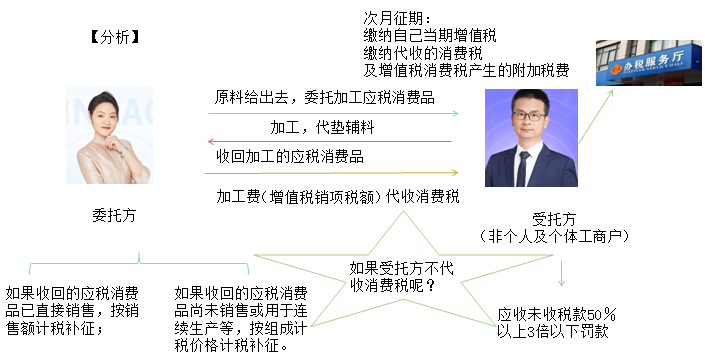 【分析】
次月征期：
缴纳自己当期增值税
缴纳代收的消费税
及增值税消费税产生的附加税费
办税服务厅
原料给出去，委托加工应税消费品
加工，代垫辅料
收回加工的应税消费品
加工费（增值税销项税额）代收消费税
委托方
受托方
（非个人及个体工商户）
如果受托方不代
收消费税呢？
如果收回的应税消费
品已直接销售，按销
售额计税补征；
如果收回的应税消费
品尚未销售或用于连
续生产等，按组成计
税价格计税补征。
应收未收税款50%
以上3倍以下罚款